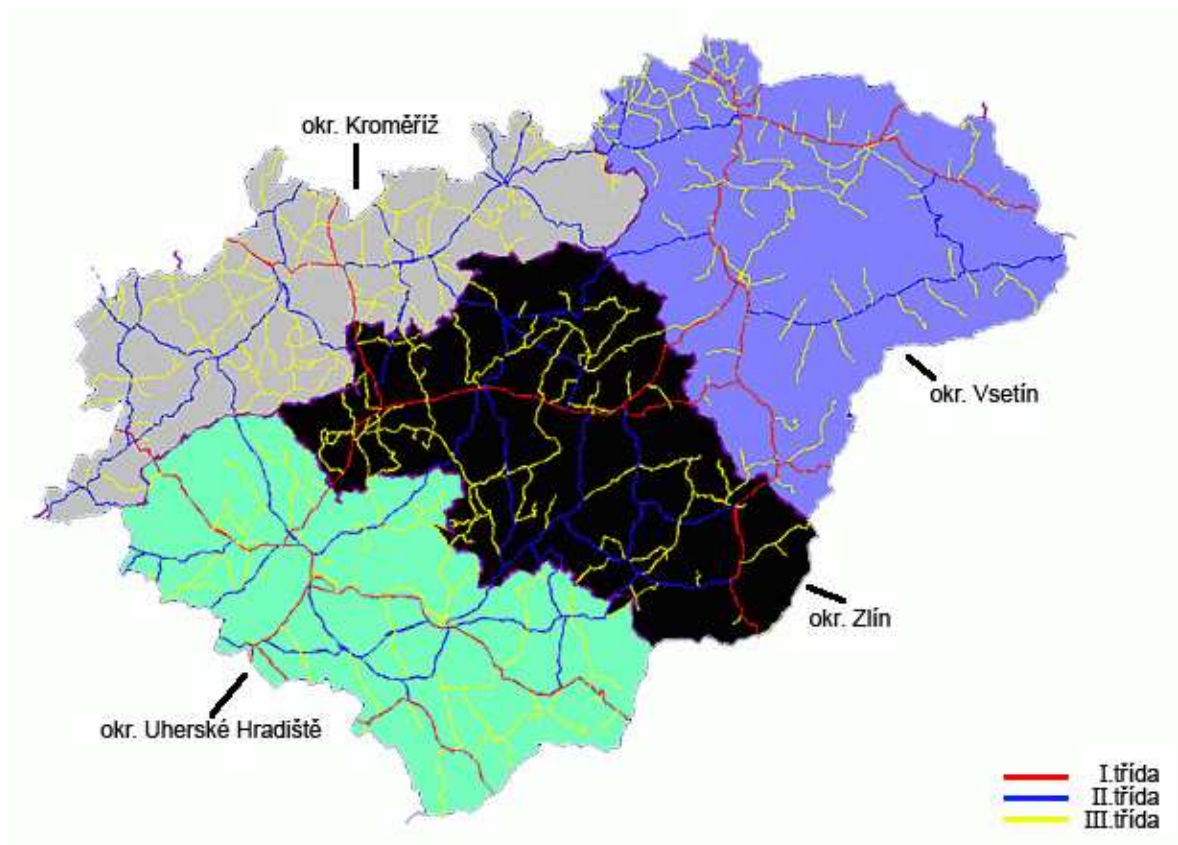 okr. Kroměříž
okr. Vsetín
okr. Zlín
okr. Uherské Hradiště
I.třída
II.třída
III.třída